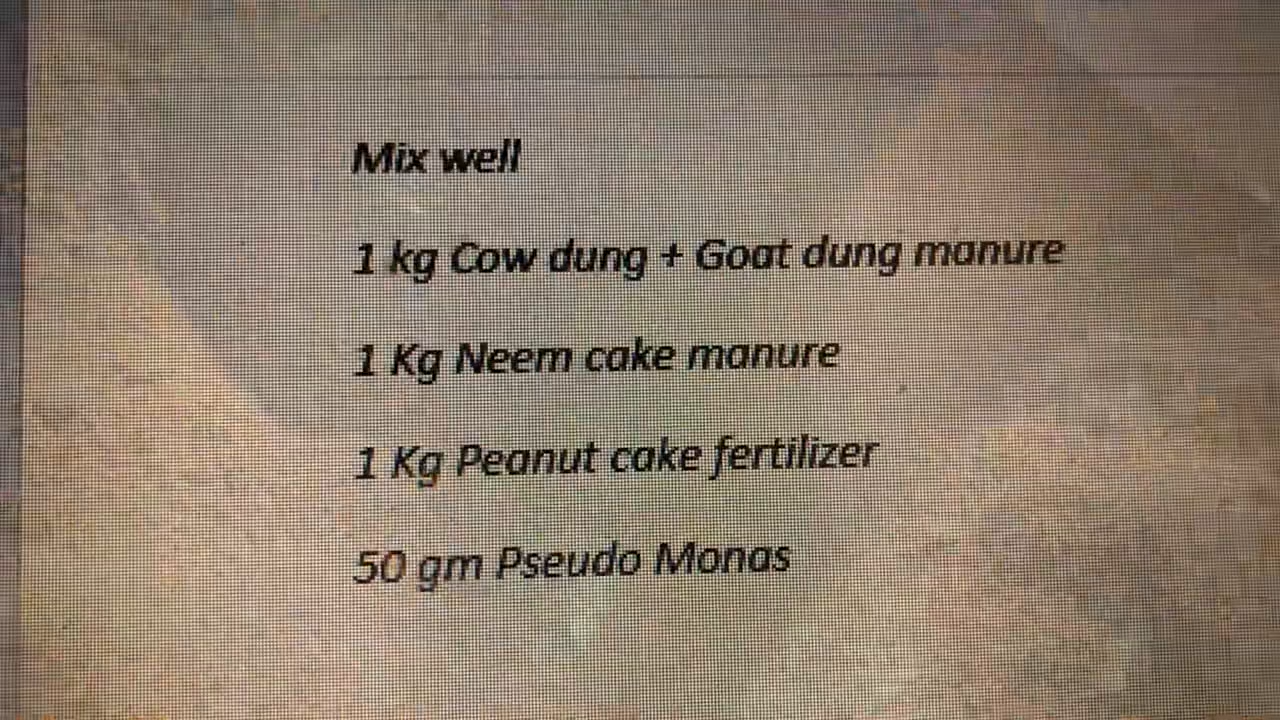 Mix well
1 kg Cow dung + Goat dung manure
1 Kg Neem cake manure
1 Kg Peanut cake fertilizer
50 gm Pseudo Monas